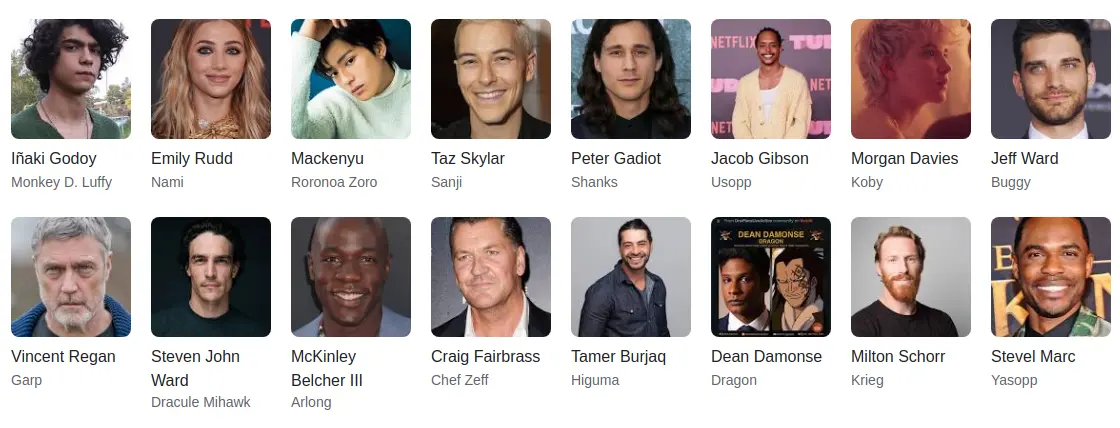 NETFLIX
TUD
NET
Iñaki Godoy
Emily Rudd
Mackenyu
Taz Skylar
Peter Gadiot
Jacob Gibson
Morgan Davies
Jeff Ward
Monkey D. Luffy
Nami
Roronoa Zoro
Sanji
Shanks
Usopp
Koby
Buggy
DEAN DAMONSE
DRAGON
Vincent Regan
Steven John
Ward
McKinley
Belcher III
Craig Fairbrass
Tamer Burjaq
Dean Damonse
Milton Schorr
Stevel Marc
Garp
Dracule Mihawk
Arlong
Chef Zeff
Higuma
Dragon
Krieg
Yasopp